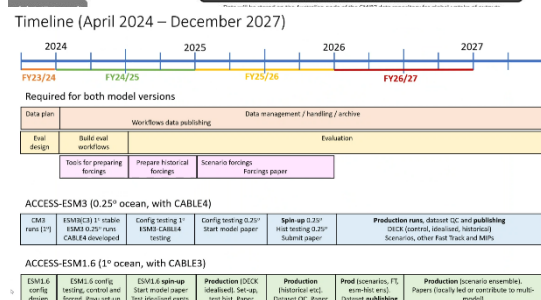 Timeline (April 2024 – December 2027)
2024
2025
2026
2027
FY23/24
FY24/25
FY25/26
FY26/27
Required for both model versions
Data plan
Data management / handling / archive
Workflows data publishing
Eval
design
Build eval
workflows
Evaluation
Tools for preparing
forcings
Prepare historical
forcings
Scenario forcings
Forcings paper
ACCESS-ESM3 (0.25° ocean, with CABLE4)
CM3
runs (1°)
ESM3(C3) 1° stable
ESM3 0.25° runs
CABLE4 developed
Config testing 1°
ESM3-CABLE4
testing
Config testing 0.25°
Start model paper
Spin-up 0.25°
Hist testing 0.25°
Submit paper
Production runs, dataset QC and publishing
DECK (control, idealised, historical)
Scenarios, other Fast Track and MIPs
ACCESS-ESM1.6 (1° ocean, with CABLE3)
ESM1.6
config
design
ESM1.6 config
testing, control and
ESM1.6 spin-up
Start model paper
Production (DECK
idealised). Set-up,
Production
(historical etc).
Prod (scenarios, FT,
esm-hist ens).
Dataset publishing
Production (scenario ensemble).
Papers (locally led or contribute to multi-